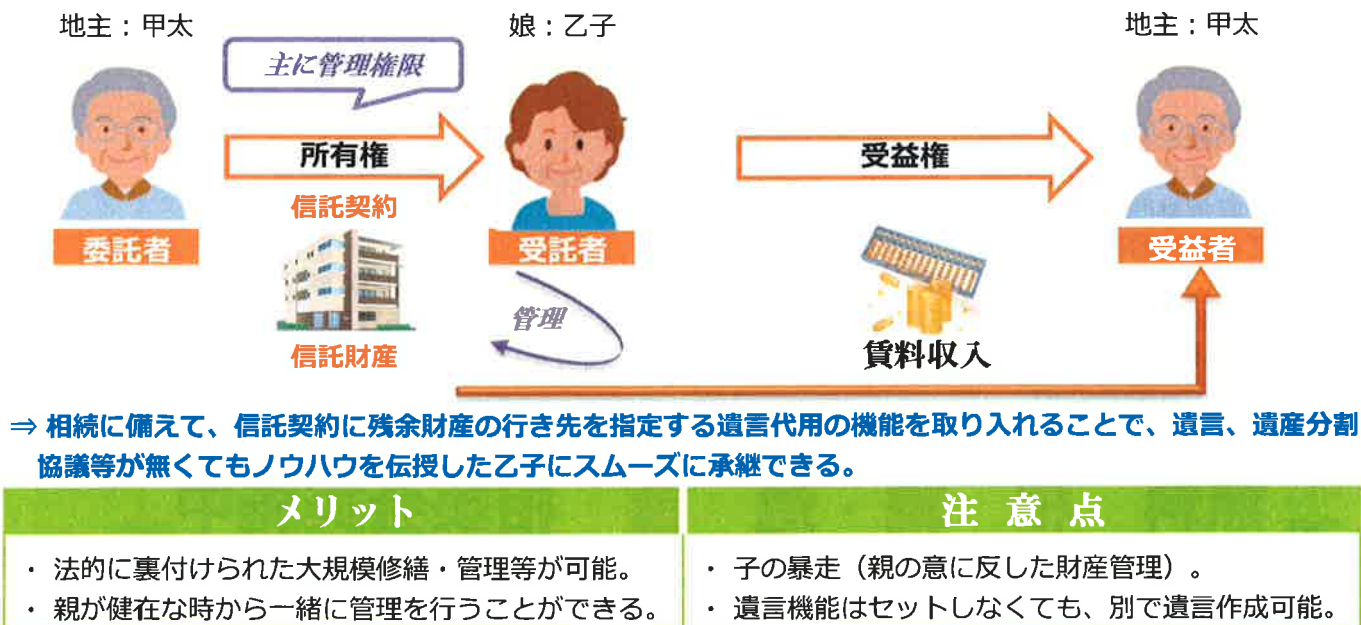 地主：甲太
娘：乙子
地主：甲太
主に管理権限
所有権
受益権
信託契約
委託者
受託者
受益者
管理
信託財産
賃料収入
⇒ 相続に備えて、信託契約に残余財産の行き先を指定する遺言代用の機能を取り入れることで、遺言、遺産分割
協議等が無くてもノウハウを伝授した乙子にスムーズに承継できる。
メリット
注 意 点
・ 法的に裏付けられた大規模修繕・管理等が可能。
・ 親が健在な時から一緒に管理を行うことができる。
・ 子の暴走（親の意に反した財産管理）。
・ 遺言機能はセットしなくても、別で遺言作成可能。